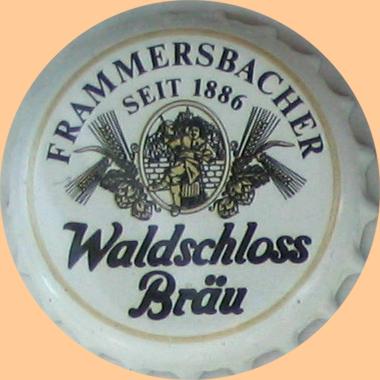 FRAMMERSBACHER
SEIT 1886
Waldschloss
Bräu